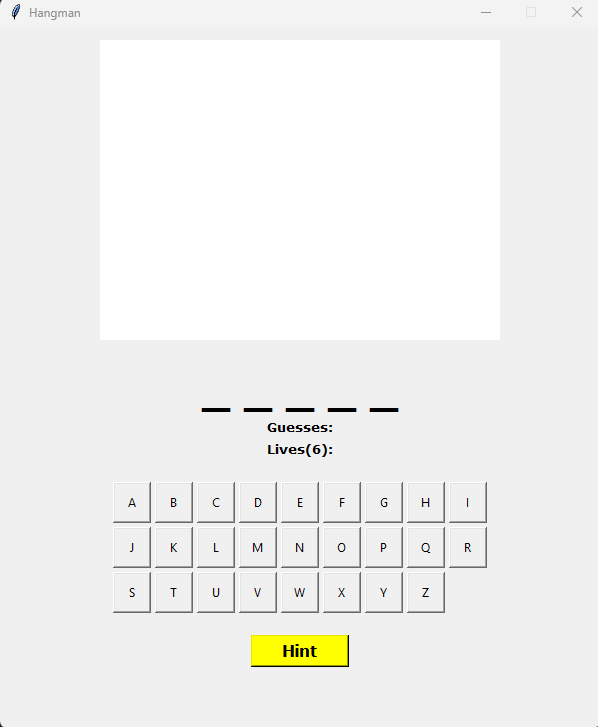 Hangman
_ _ _ _ _
Guesses:
Lives(6):
A B C D E F G H I
J K L M N O P Q R
S T U V W X Y Z
Hint